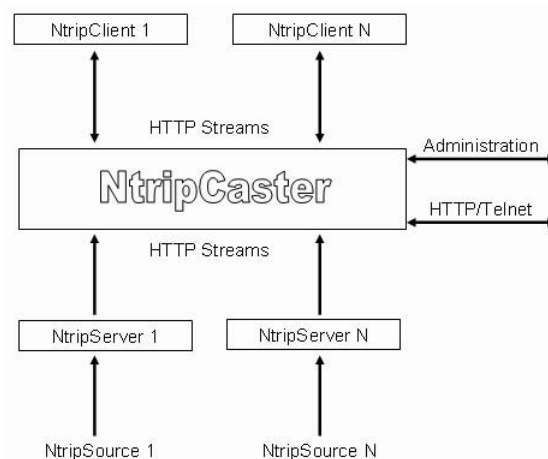 NtripClient 1
NtripClient N
HTTP Streams
Administration
NtripCaster
HTTP/Telnet
HTTP Streams
NtripServer 1
NtripServer N
NtripSource 1
NtripSource N